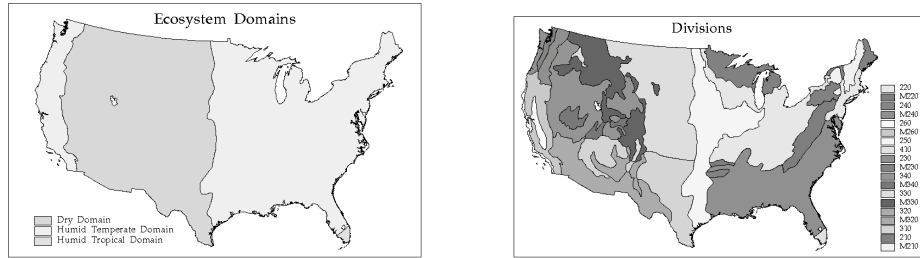 Ecosystem Domains
Dry Domain
Humid Temperate Domain
Humid Tropical Domain
Divisions
220
M220
240
M240
260
M260
250
410
230
M230
340
M340
330
M330
320
M320
310
210
M210